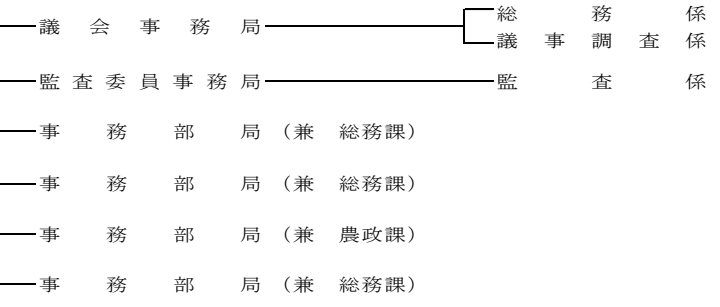 議会事務局 総務係
議事調査係
監査委員事務局 監査係
事務部局（兼 総務課）
事務部局（兼 総務課）
事務部局（兼 農政課）
事務部局（兼 総務課）